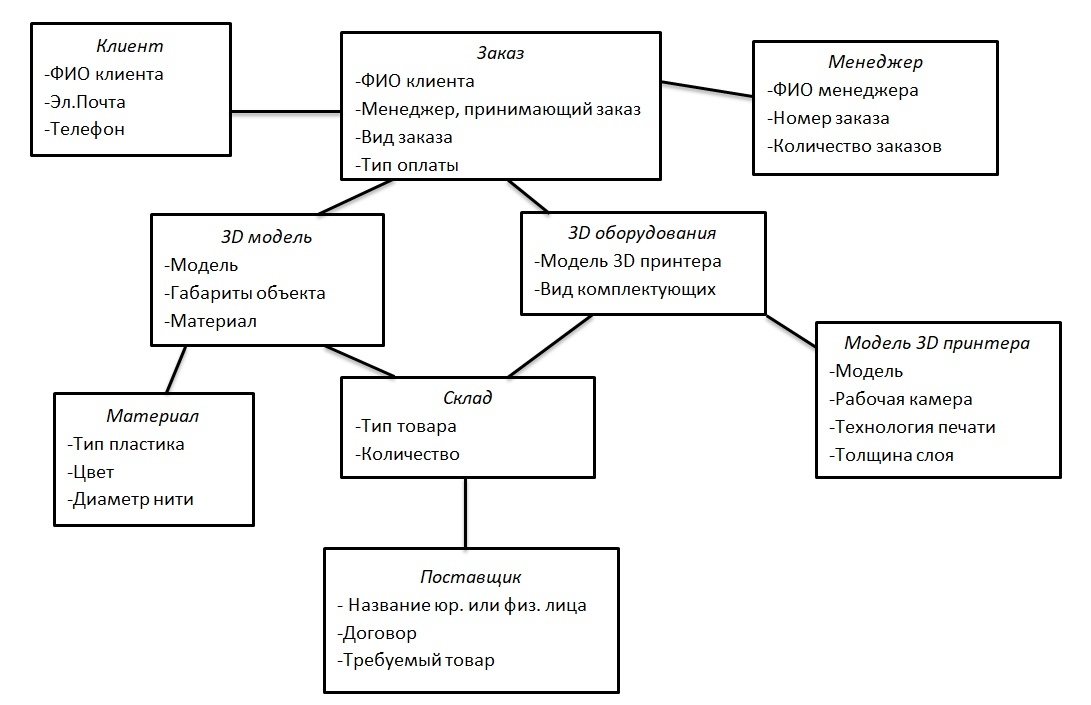 Клиент
-ФИО клиента
-Эл.Почта
-Телефон
Заказ
-ФИО клиента
-Менеджер, принимающий заказ
-Вид заказа
-Тип оплаты
Менеджер
-ФИО менеджера
-Номер заказа
-Количество заказов
3D модель
-Модель
-Габариты объекта
-Материал
3D оборудования
-Модель 3D принтера
-Вид комплектующих
Модель 3D принтера
-Модель
-Рабочая камера
-Технология печати
-Толщина слоя
Материал
-Тип пластика
-Цвет
-Диаметр нити
Склад
-Тип товара
-Количество
Поставщик
- Название юр. или физ. лица
-Договор
-Требуемый товар